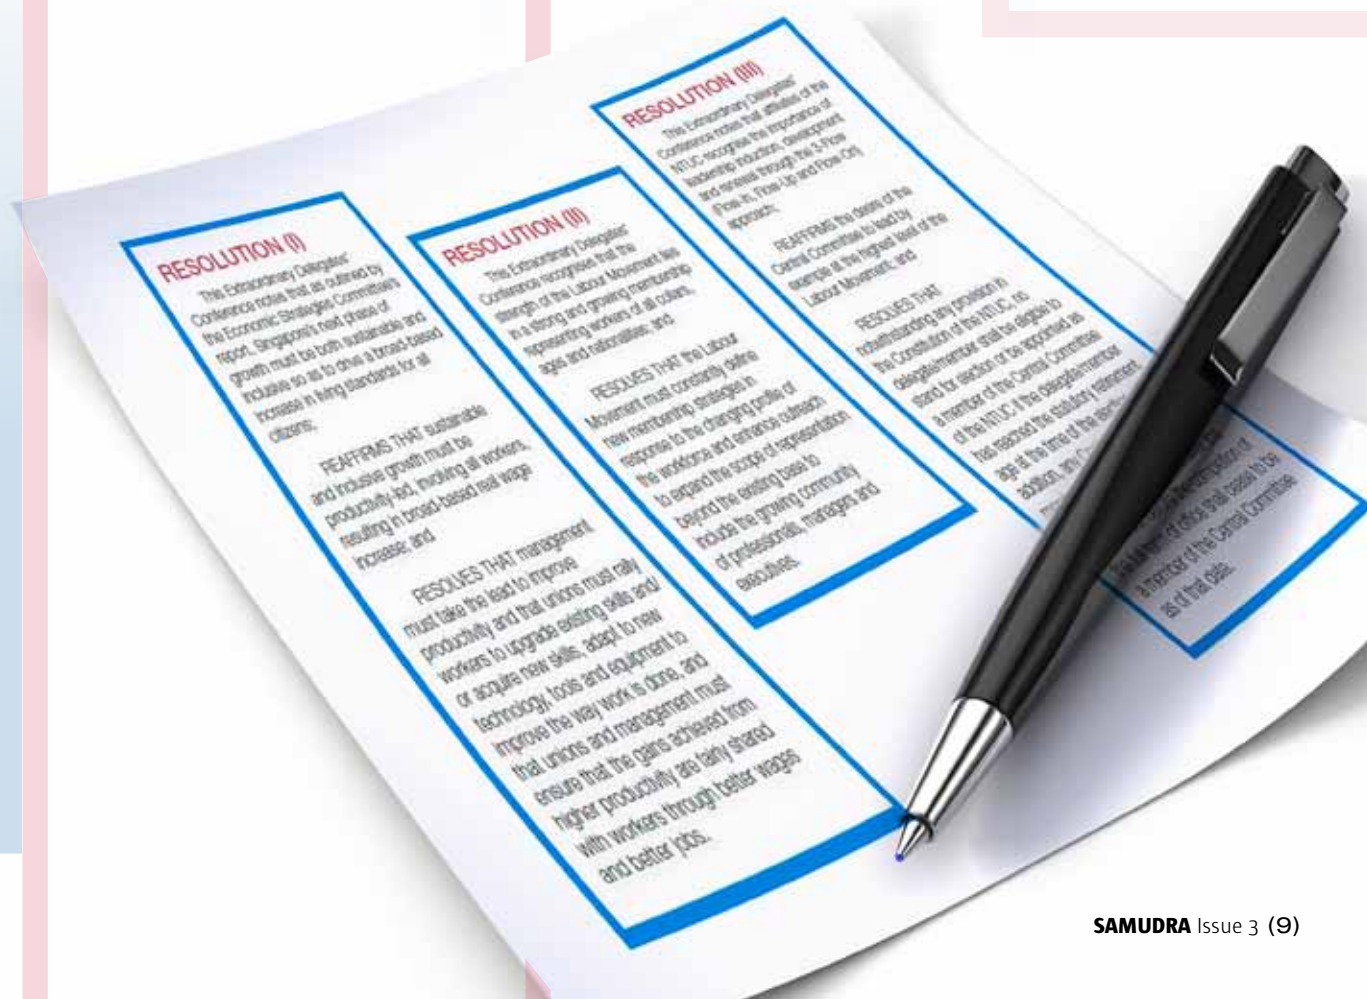 RESOLUTION (I)
This Extraordinary Delegates'
Conference notes that as outlined by
the Economic Strategies Committee's
report, Singapore's next phase of
growth must be both sustainable and
inclusive so as to drive a broad-based
increase in living standards for all
citizens;
REAFFIRMS THAT sustainable
and inclusive growth must be
productivity-led, involving all workers,
resulting in broad-based real wage
increase; and
RESOLVES THAT management
must take the lead to improve
productivity and that unions must rally
workers to upgrade existing skills and/
or acquire new skills, adapt to new
technology, tools and equipment to
improve the way work is done, and
that unions and management must
ensure that the gains achieved from
higher productivity are fairly shared
with workers through better wages
and better jobs.
RESOLUTION (II)
This Extraordinary Delegates'
Conference recognises that the
strength of the Labour Movement lies
in a strong and growing membership
representing workers of all collars,
ages and nationalities; and
RESOLVES THAT the Labour
Movement must constantly define
new membership strategies in
response to the changing profile of
the workforce and enhance outreach
to expand the scope of representation
beyond the existing base to
include the growing community
of professionals, managers and
executives.
RESOLUTION (III)
This Extraordinary Delegates'
Conference notes that affiliates of the
NTUC recognise the importance of
leadership induction, development
and renewal through the 3-Flow
(Flow-In, Flow-Up and Flow-On)
approach;
REAFFIRMS the desire of the
Central Committee to lead by
example at the highest level of the
Labour Movement; and
RESOLVES THAT
notwithstanding any provision in
the Constitution of the NTUC, no
delegate/member shall be eligible to
stand for election or be appointed as
a member of the Central Committee
of the NTUC if the delegate/member
has reached the statutory retirement
age at the time of the
addition, any
completion of
term of office shall cease to be
a member of the Central Committee
as of that date.
SAMUDRA Issue 3 (9)